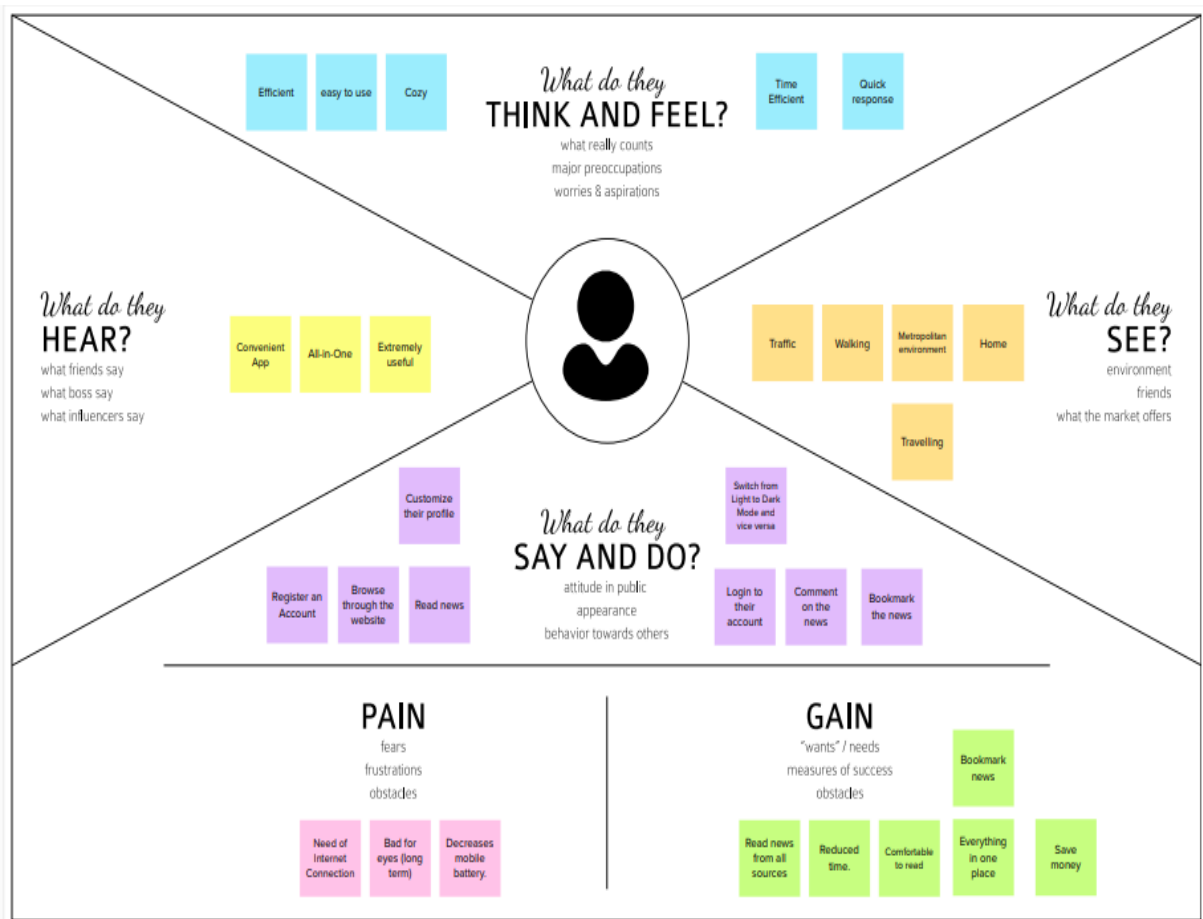 Efficient
easy to use
Cozy
What do they
THINK AND FEEL?
what really counts
major preoccupations
worries & aspirations
Time
Efficient
Quick
response
What do they
HEAR?
what friends say
what boss say
what influencers say
Convenient
App
All-in-One
Extremely
useful
Traffic
Walking
Metropolitan
environment
Home
Travelling
What do they
SEE?
environment
friends
what the market offers
Customize
their profile
Register an
Account
Browse
through the
website
Read news
What do they
SAY AND DO?
attitude in public
appearance
behavior towards others
Switch from
Light to Dark
Mode and
vice versa
Login to
their
account
Comment
on the
news
Bookmark
the news
PAIN
fears
frustrations
obstacles
Need of
Internet
Connection
Bad for
eyes (long
term)
Decreases
mobile
battery.
GAIN
"wants" / needs
measures of success
obstacles
Bookmark
news
Read news
from all
sources
Reduced
time.
Comfortable
to read
Everything
in one
place
Save
money